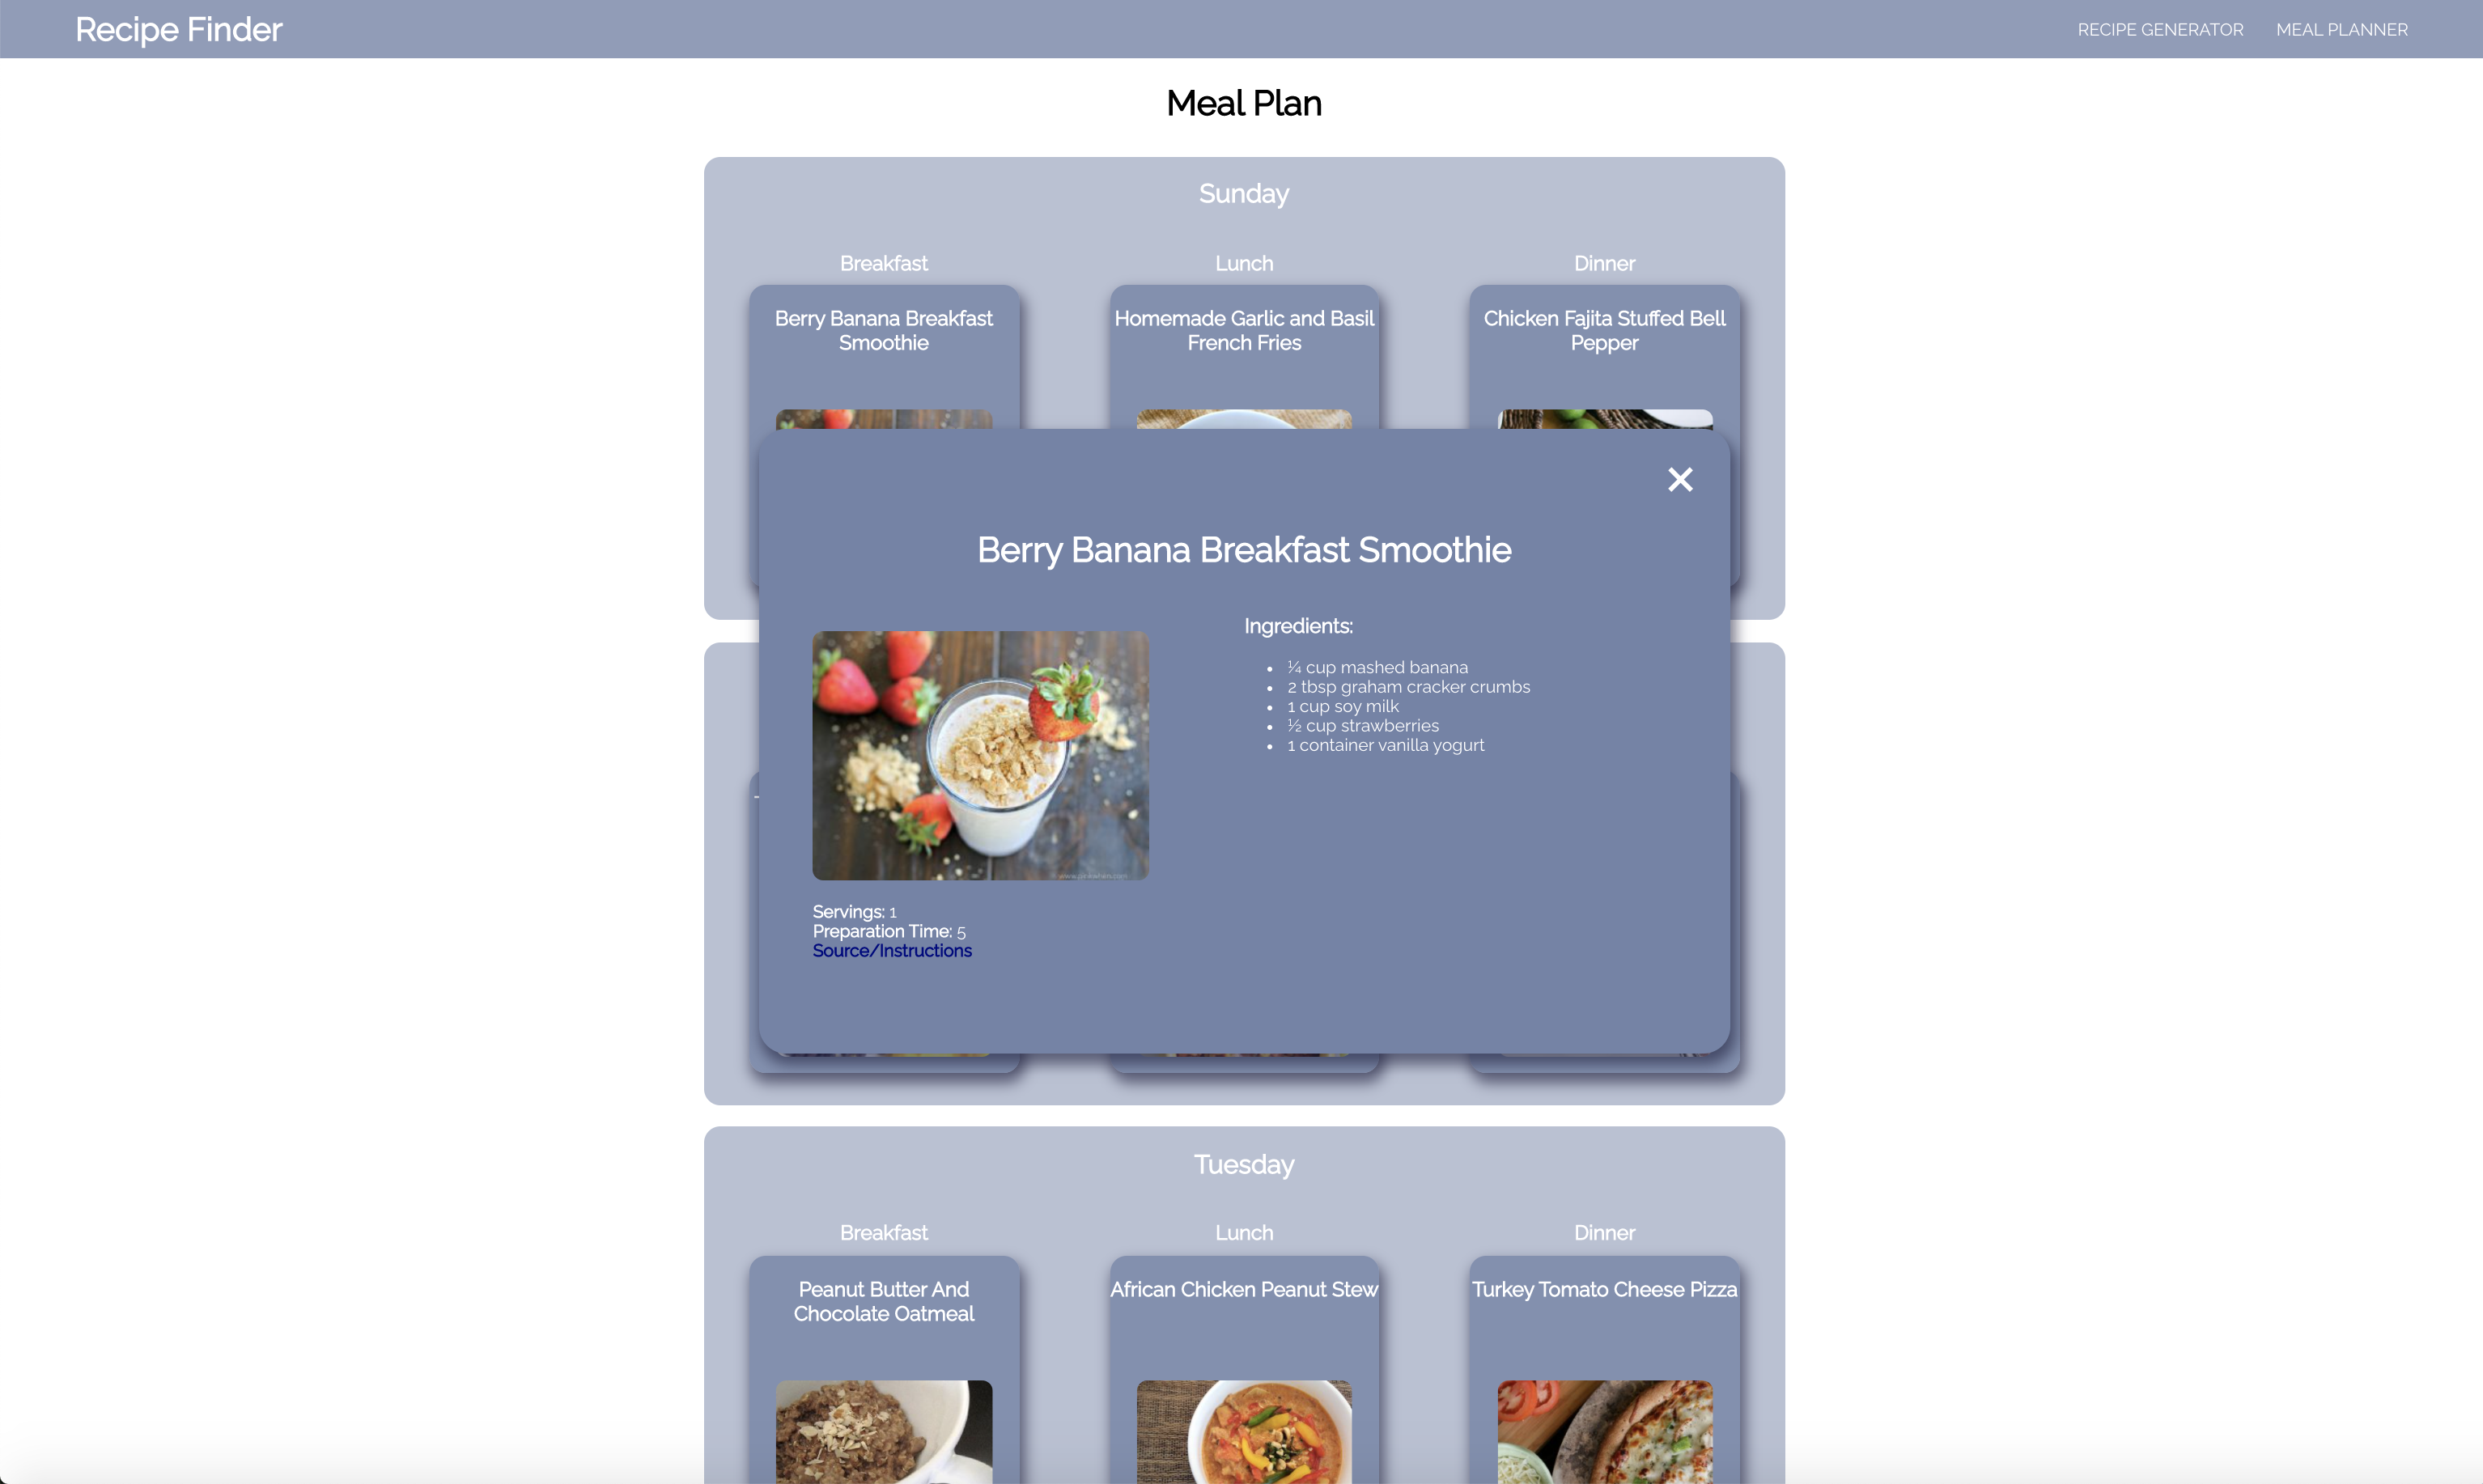 Recipe Finder
RECIPE GENERATOR
MEAL PLANNER
Meal Plan
Sunday
Breakfast
Lunch
Dinner
Berry Banana Breakfast
Smoothie
Homemade Garlic and Basil
French Fries
Chicken Fajita Stuffed Bell
Pepper
Berry Banana Breakfast Smoothie
Ingredients:
¼ cup mashed banana
2 tbsp graham cracker crumbs
1 cup soy milk
½ cup strawberries
1 container vanilla yogurt
Servings: 1
Preparation Time: 5
Source/Instructions
Tuesday
Breakfast
Lunch
Dinner
Peanut Butter And
Chocolate Oatmeal
African Chicken Peanut Stew
Turkey Tomato Cheese Pizza